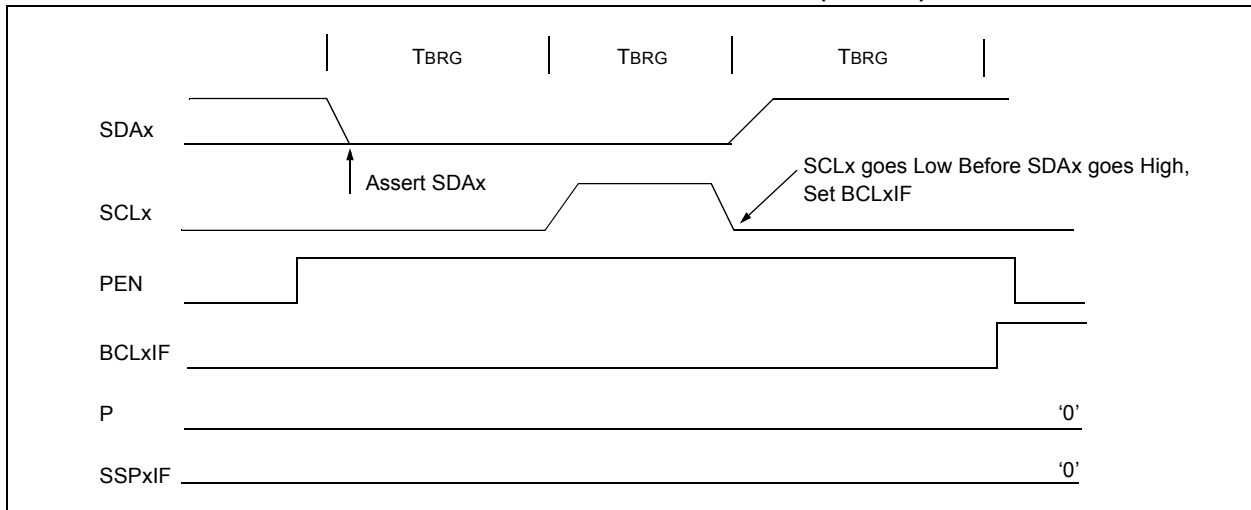 TBRG TBRG TBRG
SDAx
Assert SDAx
SCLx goes Low Before SDAx goes High,
Set BCLxIF
SCLx
PEN
BCLxIF
P ‘0’
SSPxIF ‘0’